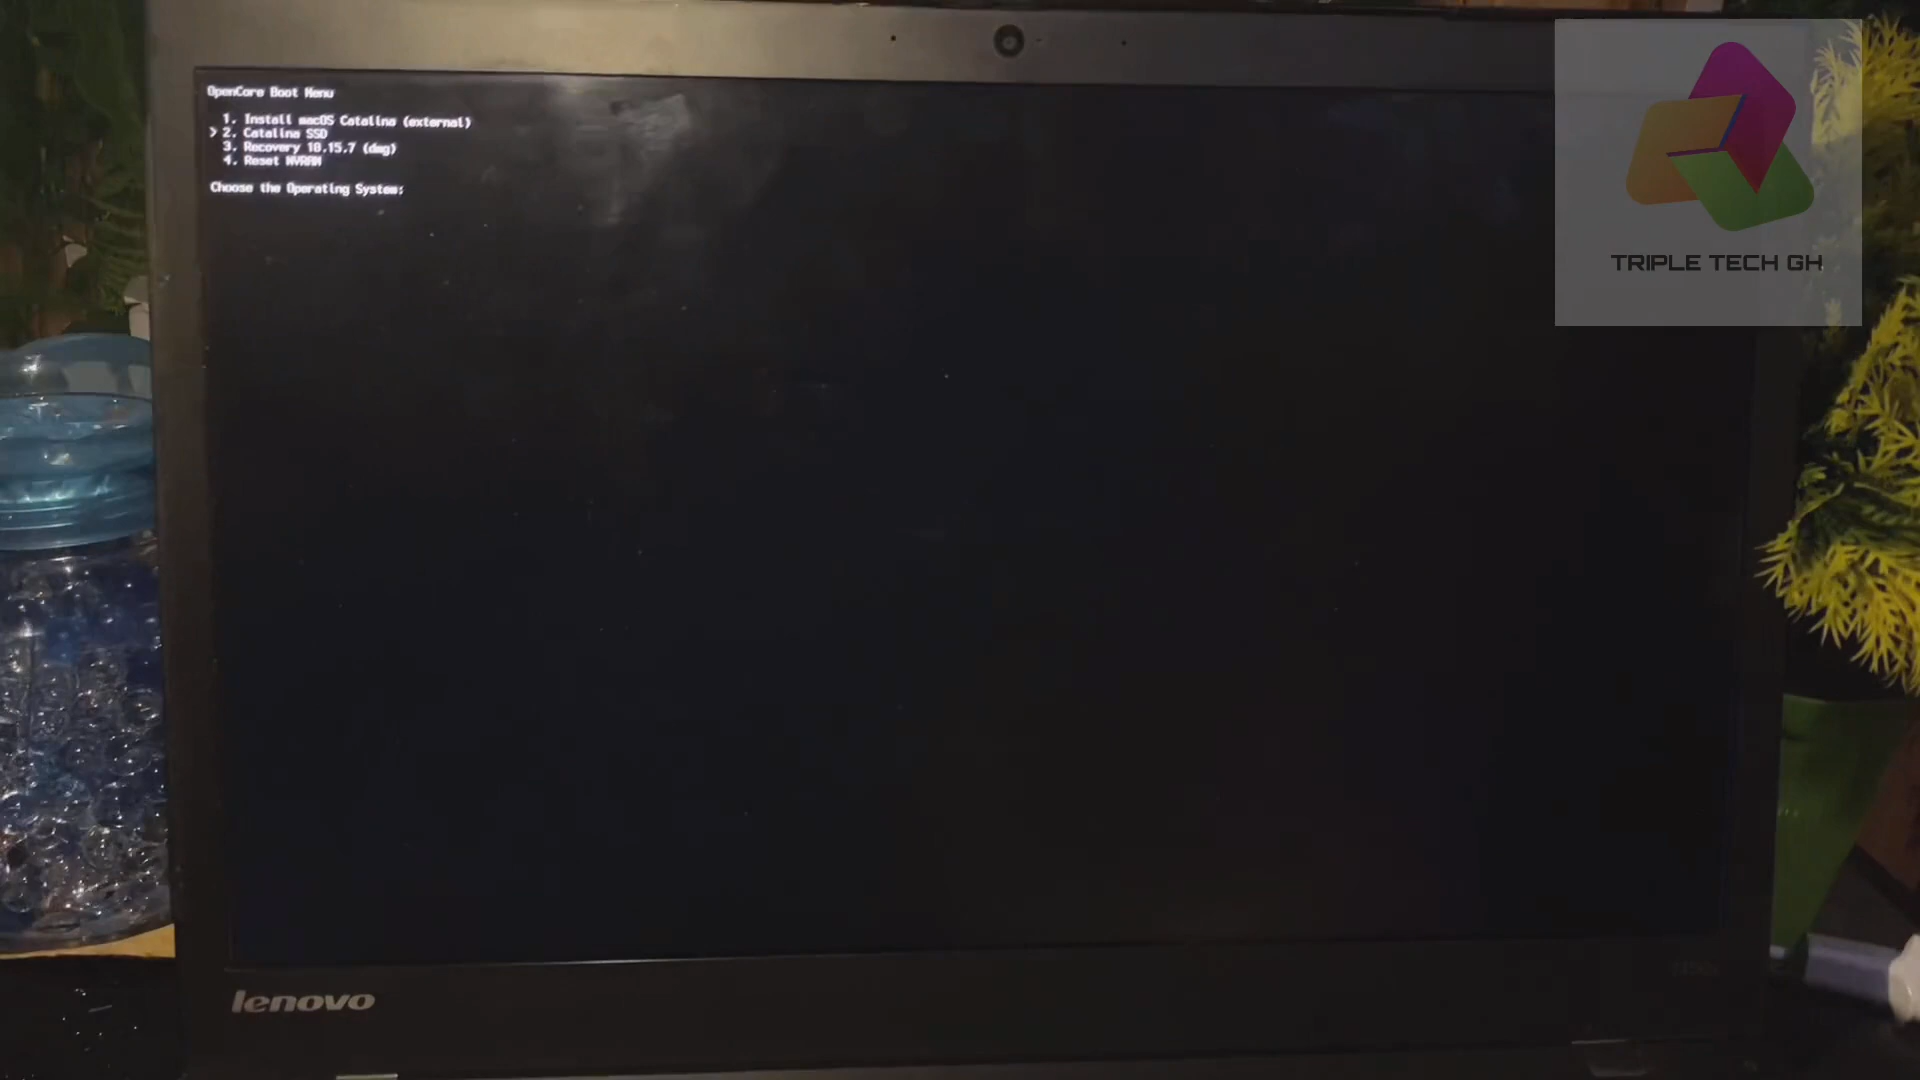 OpenCore Boot Menu
1. Install macOS Catalina (external)
> 2. Catalina SSD
3. Recovery 10.15.7 (dmg)
4. Reset NVRAM
Choose the Operating System:
TRIPLE TECH GH
lenovo